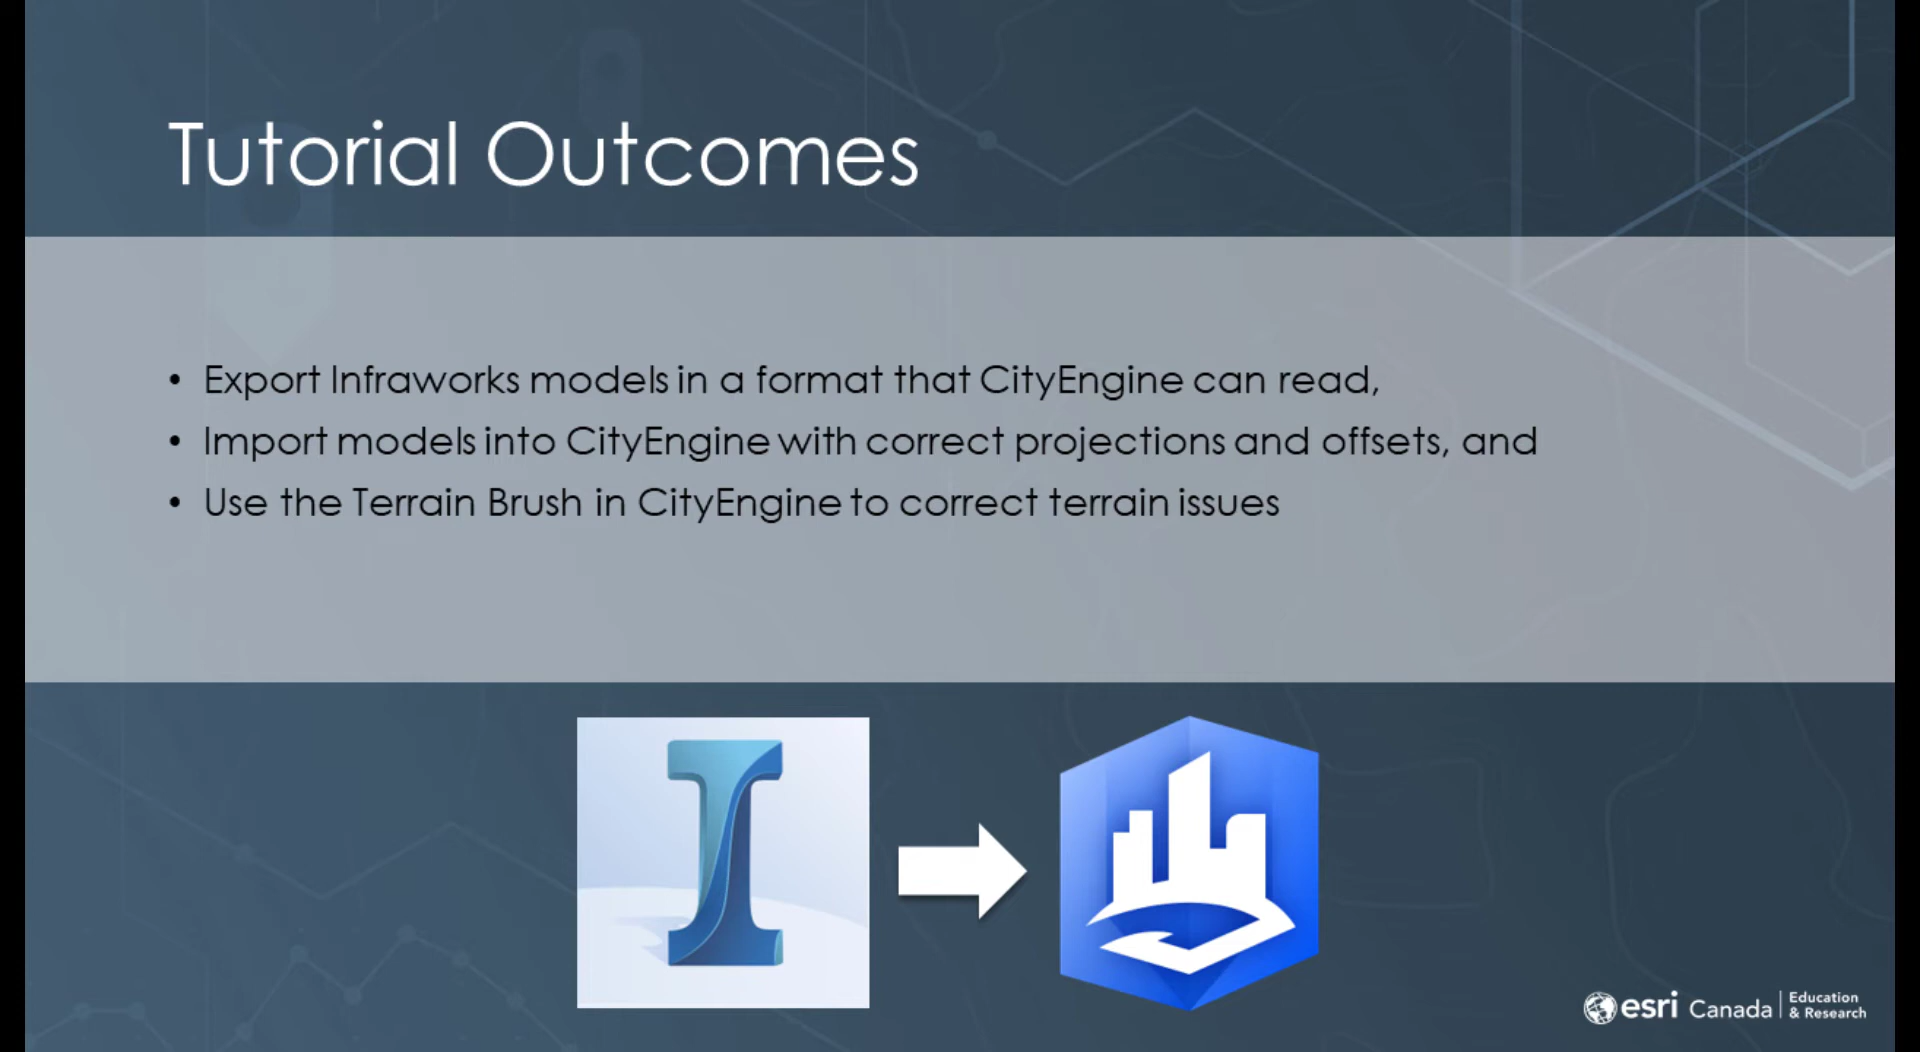 Tutorial Outcomes
• Export Infraworks models in a format that CityEngine can read,
• Import models into CityEngine with correct projections and offsets, and
• Use the Terrain Brush in CityEngine to correct terrain issues
esri Canada | Education
& Research